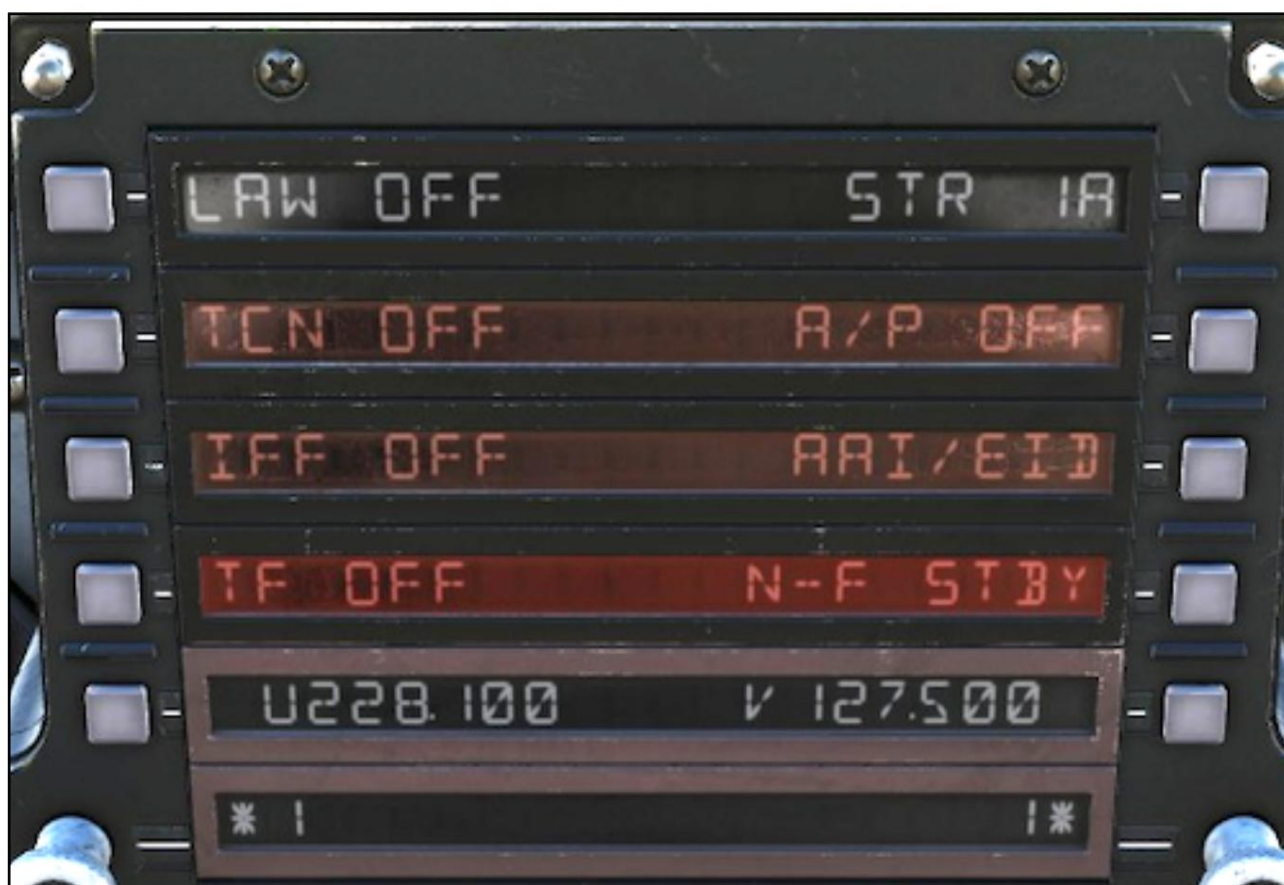 LAW OFF STR 1A
TCN OFF A/P OFF
IFF OFF AAI/EID
TF OFF N-F STBY
U228.100 V 127.500
* 1 1 *